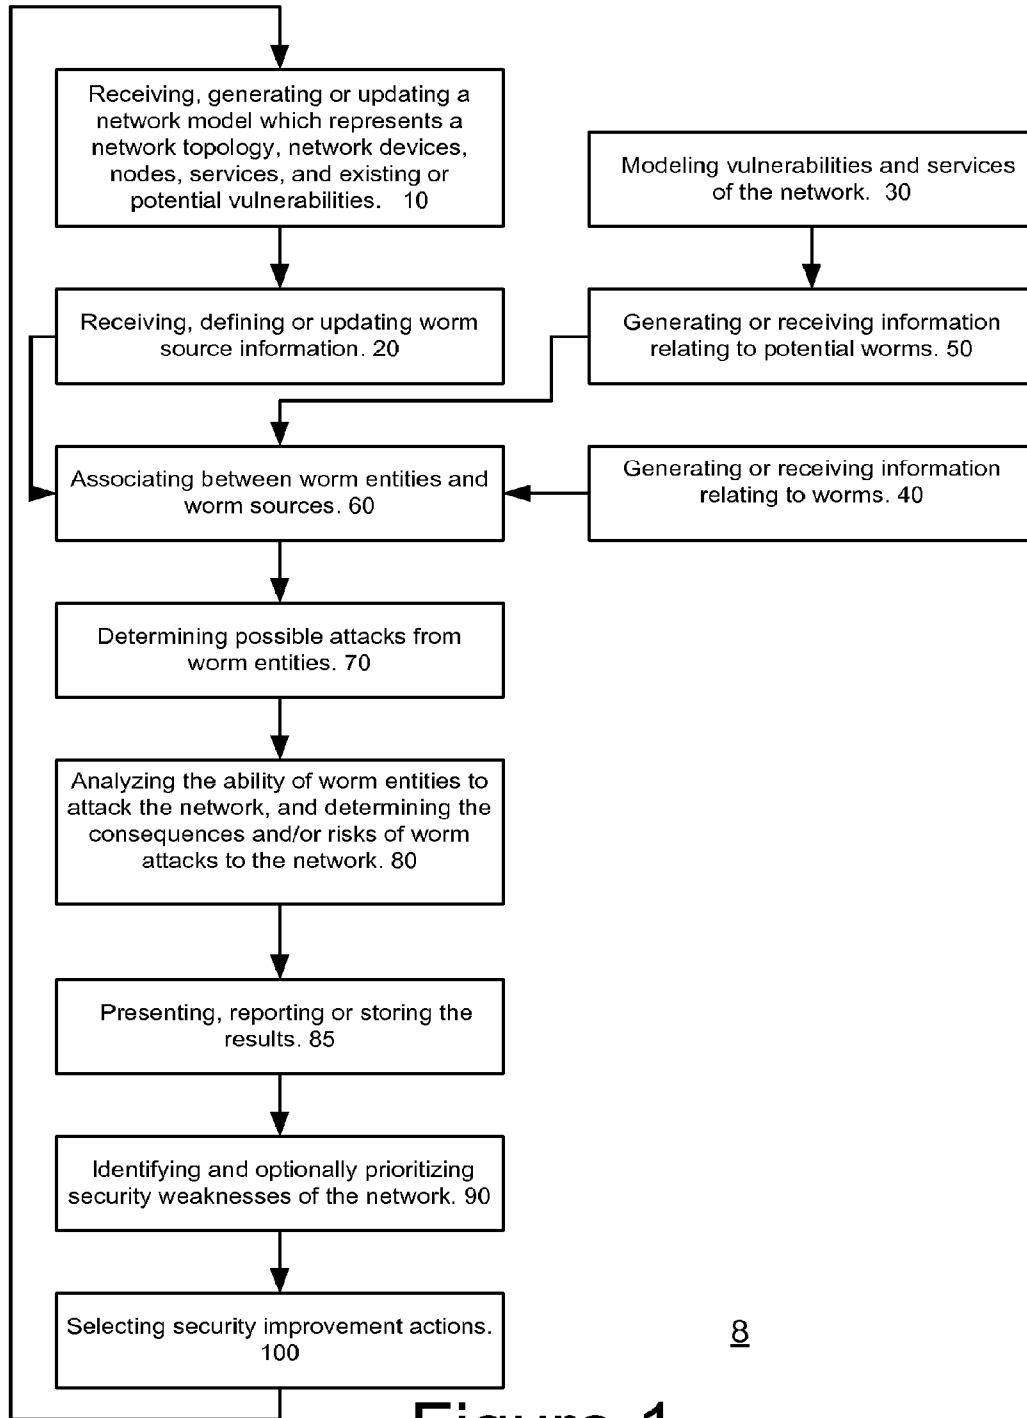 Receiving, generating or updating a
network model which represents a
network topology, network devices,
nodes, services, and existing or
potential vulnerabilities. 10
Modeling vulnerabilities and services
of the network. 30
Receiving, defining or updating worm
source information. 20
Generating or receiving information
relating to potential worms. 50
Associating between worm entities and
worm sources. 60
Generating or receiving information
relating to worms. 40
Determining possible attacks from
worm entities. 70
Analyzing the ability of worm entities to
attack the network, and determining the
consequences and/or risks of worm
attacks to the network. 80
Presenting, reporting or storing the
results. 85
Identifying and optionally prioritizing
security weaknesses of the network. 90
Selecting security improvement actions.
100
8
Figure 1